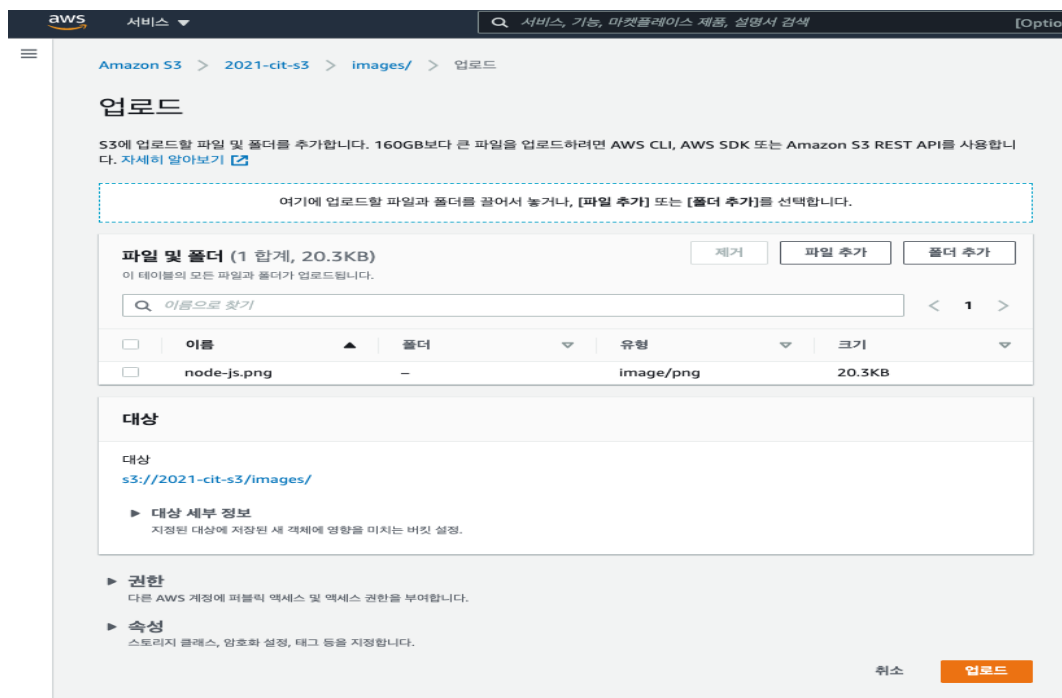 aws 서비스 서비스, 기능, 마켓플레이스 제품, 설명서 검색 [Optio
Amazon S3 > 2021-cit-s3 > images/ > 업로드
업로드
S3에 업로드할 파일 및 폴더를 추가합니다. 160GB보다 큰 파일을 업로드하려면 AWS CLI, AWS SDK 또는 Amazon S3 REST API를 사용합니
다. 자세히 알아보기
여기에 업로드할 파일과 폴더를 끌어서 놓거나, [파일 추가] 또는 [폴더 추가]를 선택합니다.
파일 및 폴더 (1 합계, 20.3KB) 제거 파일 추가 폴더 추가
이 테이블의 모든 파일과 폴더가 업로드됩니다.
이름으로 찾기 < 1 >
이름 폴더 유형 크기
node-js.png – image/png 20.3KB
대상
대상
s3://2021-cit-s3/images/
대상 세부 정보
지정된 대상에 저장된 새 객체에 영향을 미치는 버킷 설정.
권한
다른 AWS 계정에 퍼블릭 액세스 및 액세스 권한을 부여합니다.
속성
스토리지 클래스, 암호화 설정, 태그 등을 지정합니다.
취소 업로드